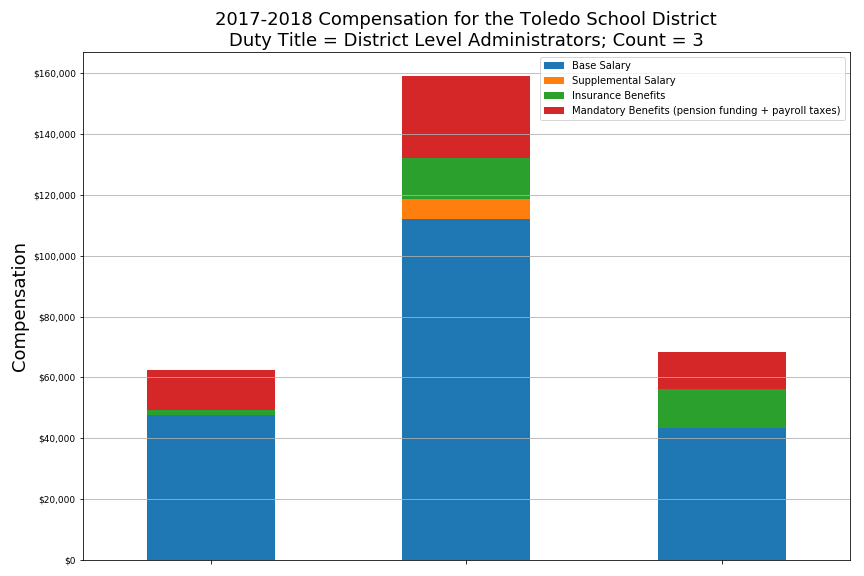 2017-2018 Compensation for the Toledo School District
Duty Title = District Level Administrators; Count = 3
Base Salary
Supplemental Salary
Insurance Benefits
Mandatory Benefits (pension funding + payroll taxes)
Compensation
$160,000
$140,000
$120,000
$100,000
$80,000
$60,000
$40,000
$20,000
$0